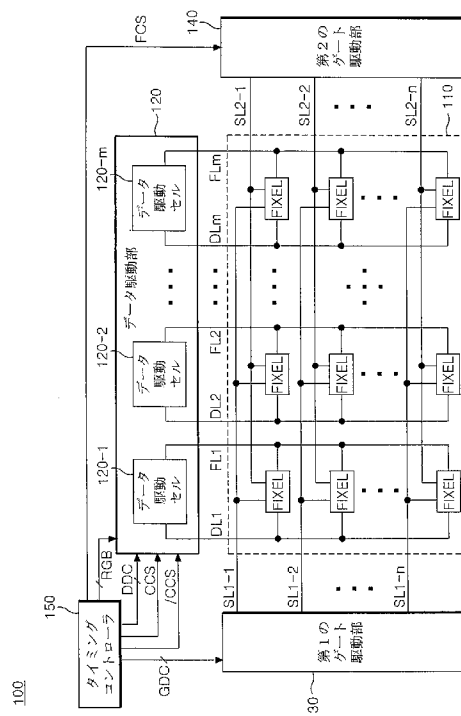 100
150
タイミング
コントローラ
RGB
DDC
CCS
/CCS
GDC
FCS
120
データ駆動部
120-1
データ
駆動
セル
120-2
データ
駆動
セル
120-m
データ
駆動
セル
140
第2のゲート
駆動部
30
第1のゲート
駆動部
110
DL1
FL1
DL2
FL2
DLm
FLm
SL1-1
SL1-2
SL1-n
SL2-1
SL2-2
SL2-n
FIXEL
FIXEL
FIXEL
FIXEL
FIXEL
FIXEL
FIXEL
FIXEL
FIXEL